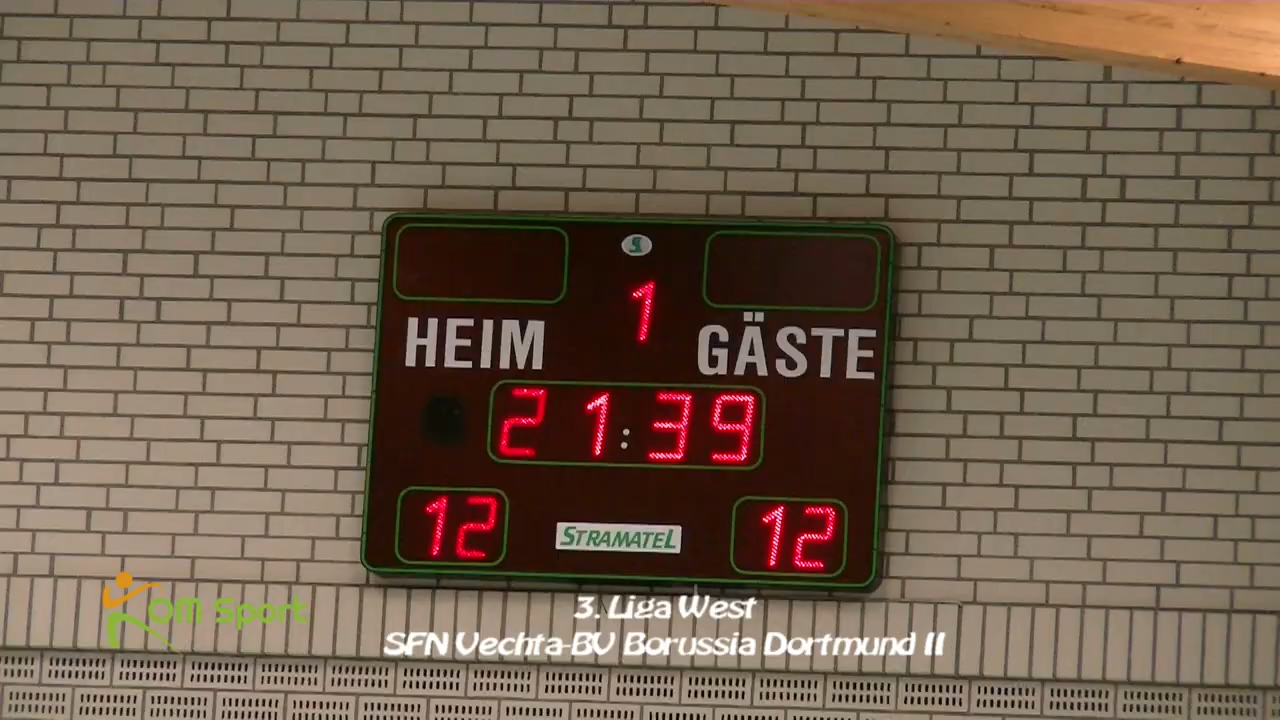 1
HEIM GÄSTE
21:39
12 12
STRAMATEL
OM Sport
3. Liga West
SFN Vechta-BV Borussia Dortmund II